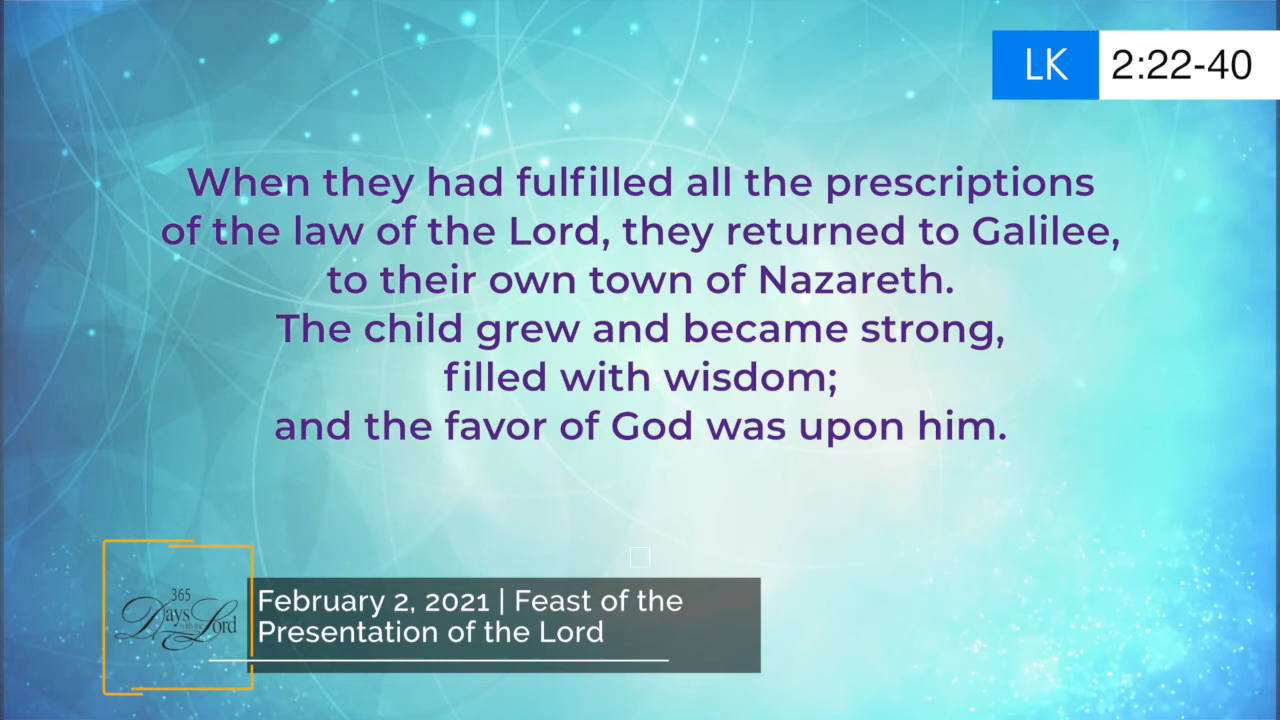 LK 2:22-40
When they had fulfilled all the prescriptions
of the law of the Lord, they returned to Galilee,
to their own town of Nazareth.
The child grew and became strong,
filled with wisdom;
and the favor of God was upon him.
365
Days with the Lord
February 2, 2021 | Feast of the
Presentation of the Lord